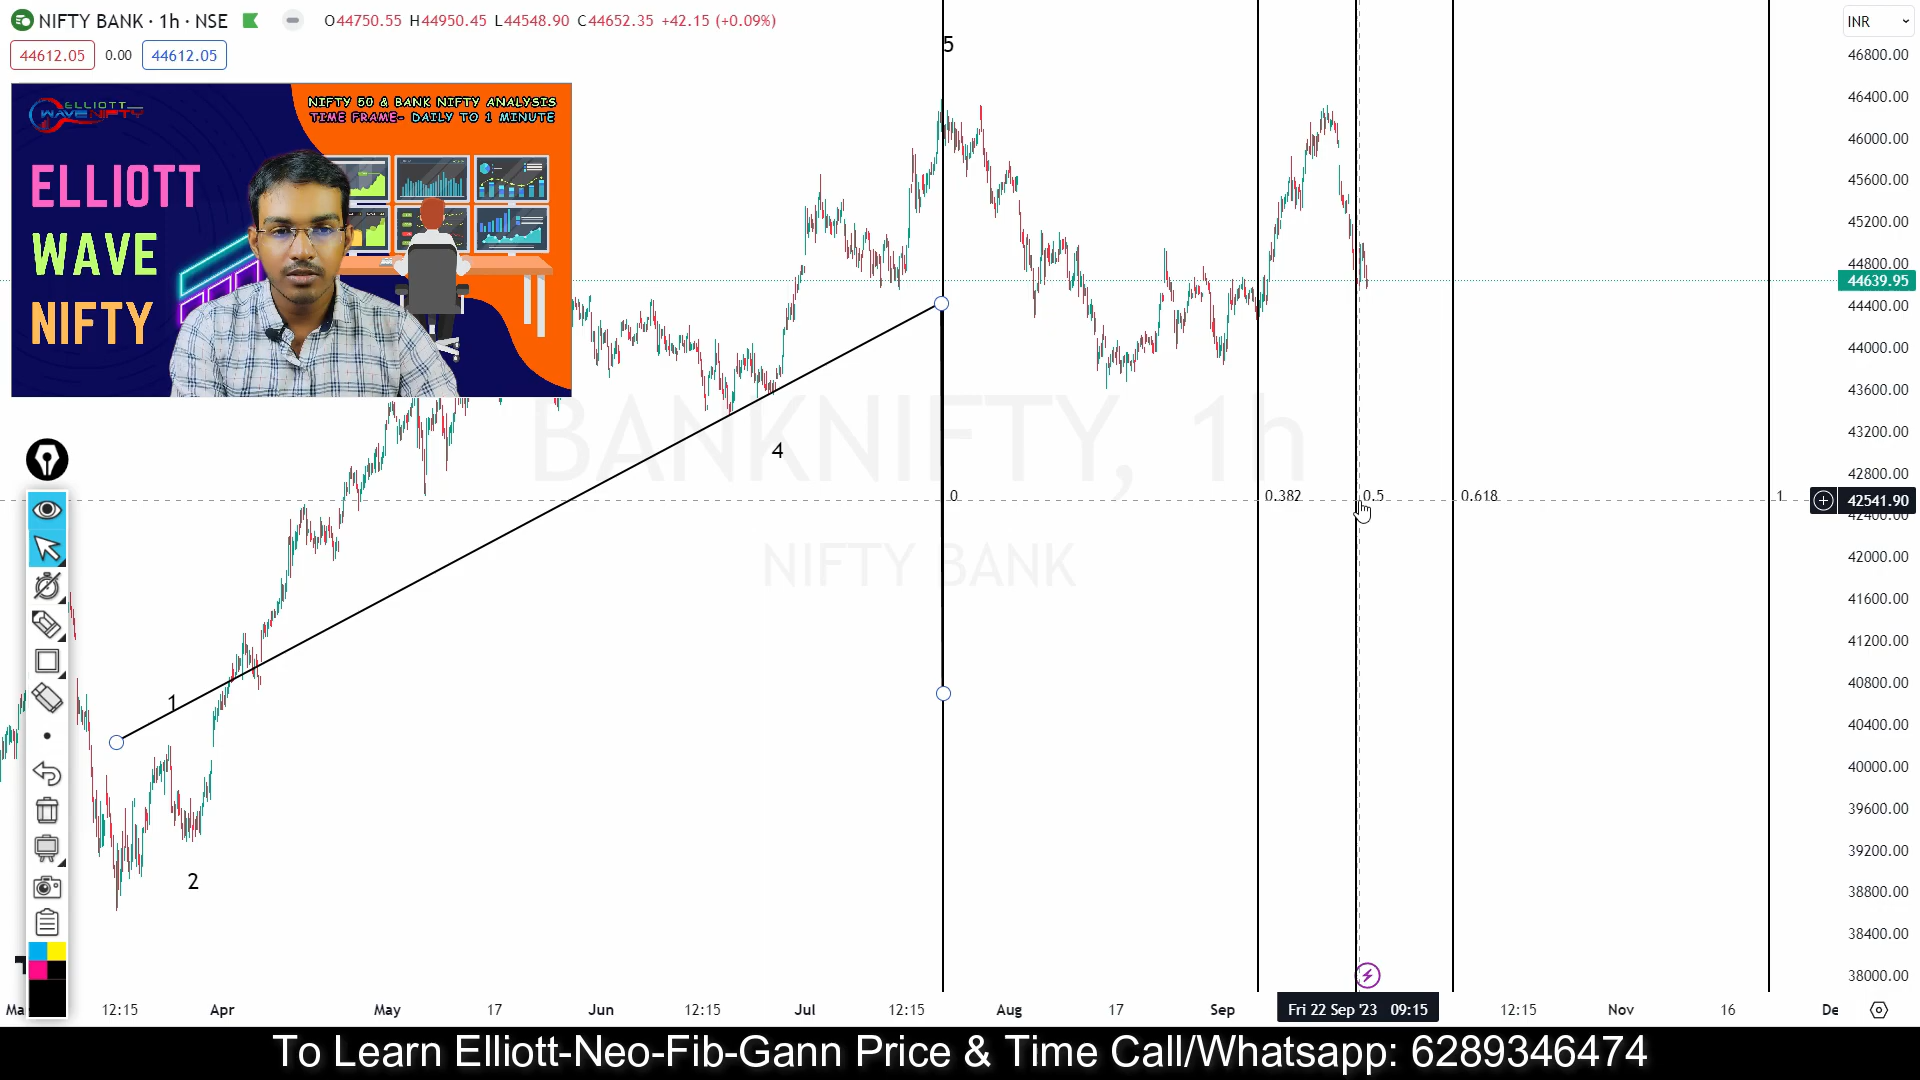 NIFTY BANK · 1h · NSE O44750.55 H44950.45 L44548.90 C44652.35 +42.15 (+0.09%)
INR
44612.05 0.00 44612.05
ELLIOTT
WAVE NIFTY
NIFTY 50 & BANK NIFTY ANALYSIS
TIME FRAME- DAILY TO 1 MINUTE
ELLIOTT
WAVE
NIFTY
5
1
2
4
BANKNIFTY, 1h
NIFTY BANK
0 0.382 0.5 0.618 1
46800.00
46400.00
46000.00
45600.00
45200.00
44800.00
44639.95
44400.00
44000.00
43600.00
43200.00
42800.00
42541.90
42400.00
42000.00
41600.00
41200.00
40800.00
40400.00
40000.00
39600.00
39200.00
38800.00
38400.00
38000.00
12:15 Apr May 17 Jun 12:15 Jul 12:15 Aug 17 Sep Fri 22 Sep '23 09:15 12:15 Nov 16 De
To Learn Elliott-Neo-Fib-Gann Price & Time Call/Whatsapp: 6289346474